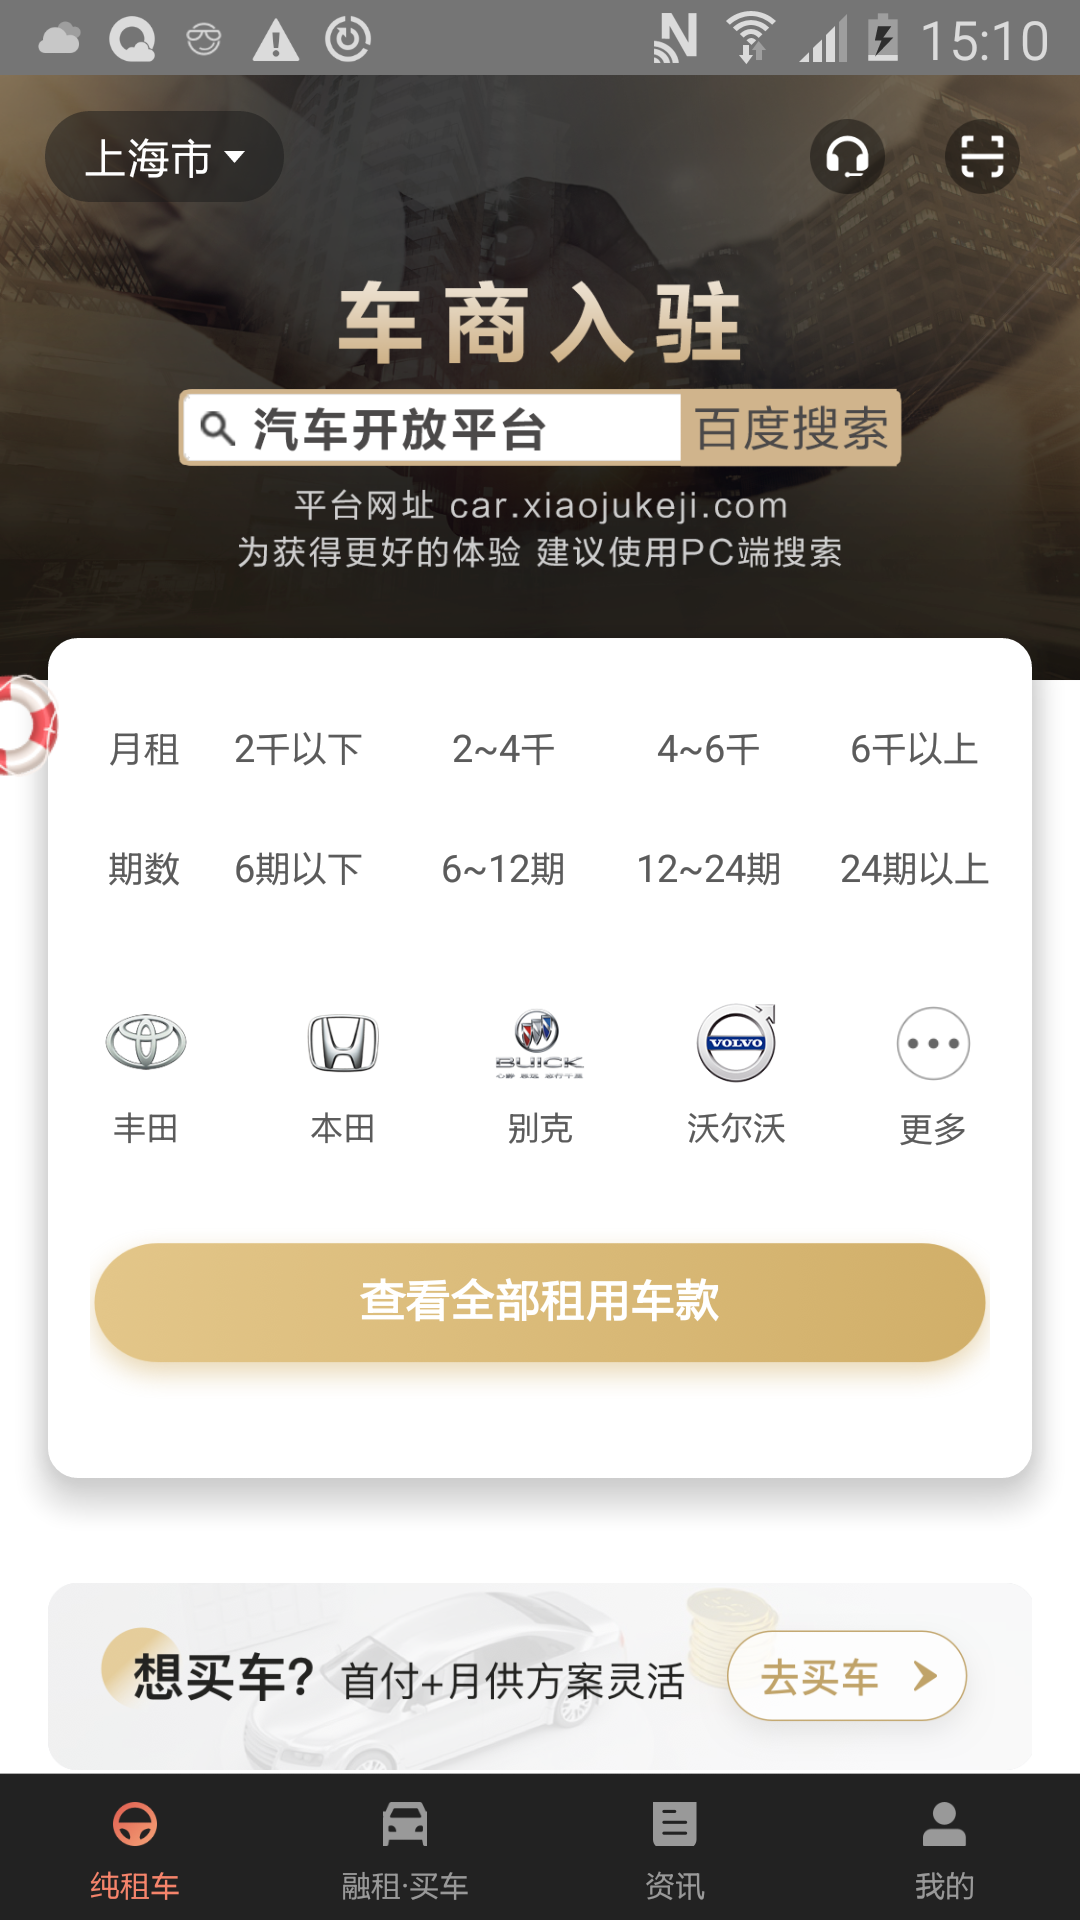 15:10
上海市
车商入驻
汽车开放平台 百度搜索
平台网址 car.xiaojukeji.com
为获得更好的体验 建议使用PC端搜索
月租 2千以下 2~4千 4~6千 6千以上
期数 6期以下 6~12期 12~24期 24期以上
BUICK
VOLVO
丰田 本田 别克 沃尔沃 更多
查看全部租用车款
想买车? 首付+月供方案灵活 去买车
纯租车 融租·买车 资讯 我的